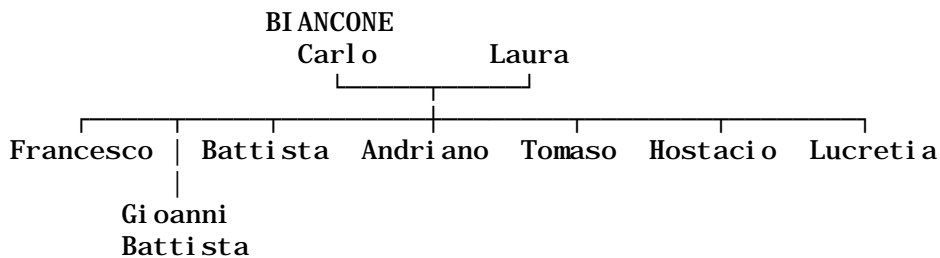 BIANCONE
Carlo Laura
Francesco Battista Andriano Tomaso Hostacio Lucretia
Gioanni
Battista